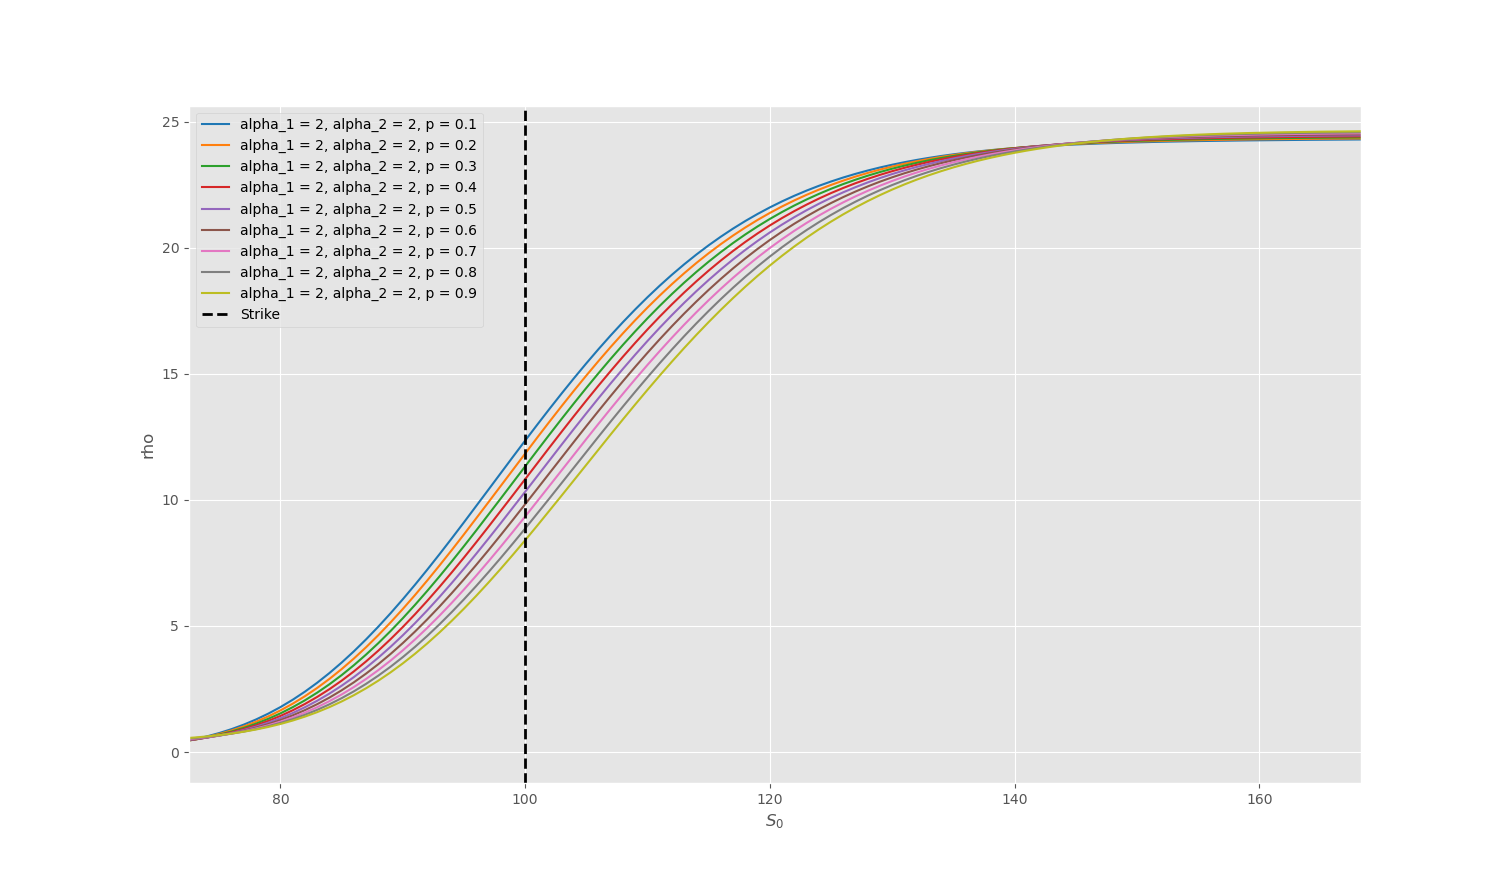 alpha_1 = 2, alpha_2 = 2, p = 0.1
alpha_1 = 2, alpha_2 = 2, p = 0.2
alpha_1 = 2, alpha_2 = 2, p = 0.3
alpha_1 = 2, alpha_2 = 2, p = 0.4
alpha_1 = 2, alpha_2 = 2, p = 0.5
alpha_1 = 2, alpha_2 = 2, p = 0.6
alpha_1 = 2, alpha_2 = 2, p = 0.7
alpha_1 = 2, alpha_2 = 2, p = 0.8
alpha_1 = 2, alpha_2 = 2, p = 0.9
Strike
25
20
15
10
5
0
rho
80 100 120 140 160
S₀